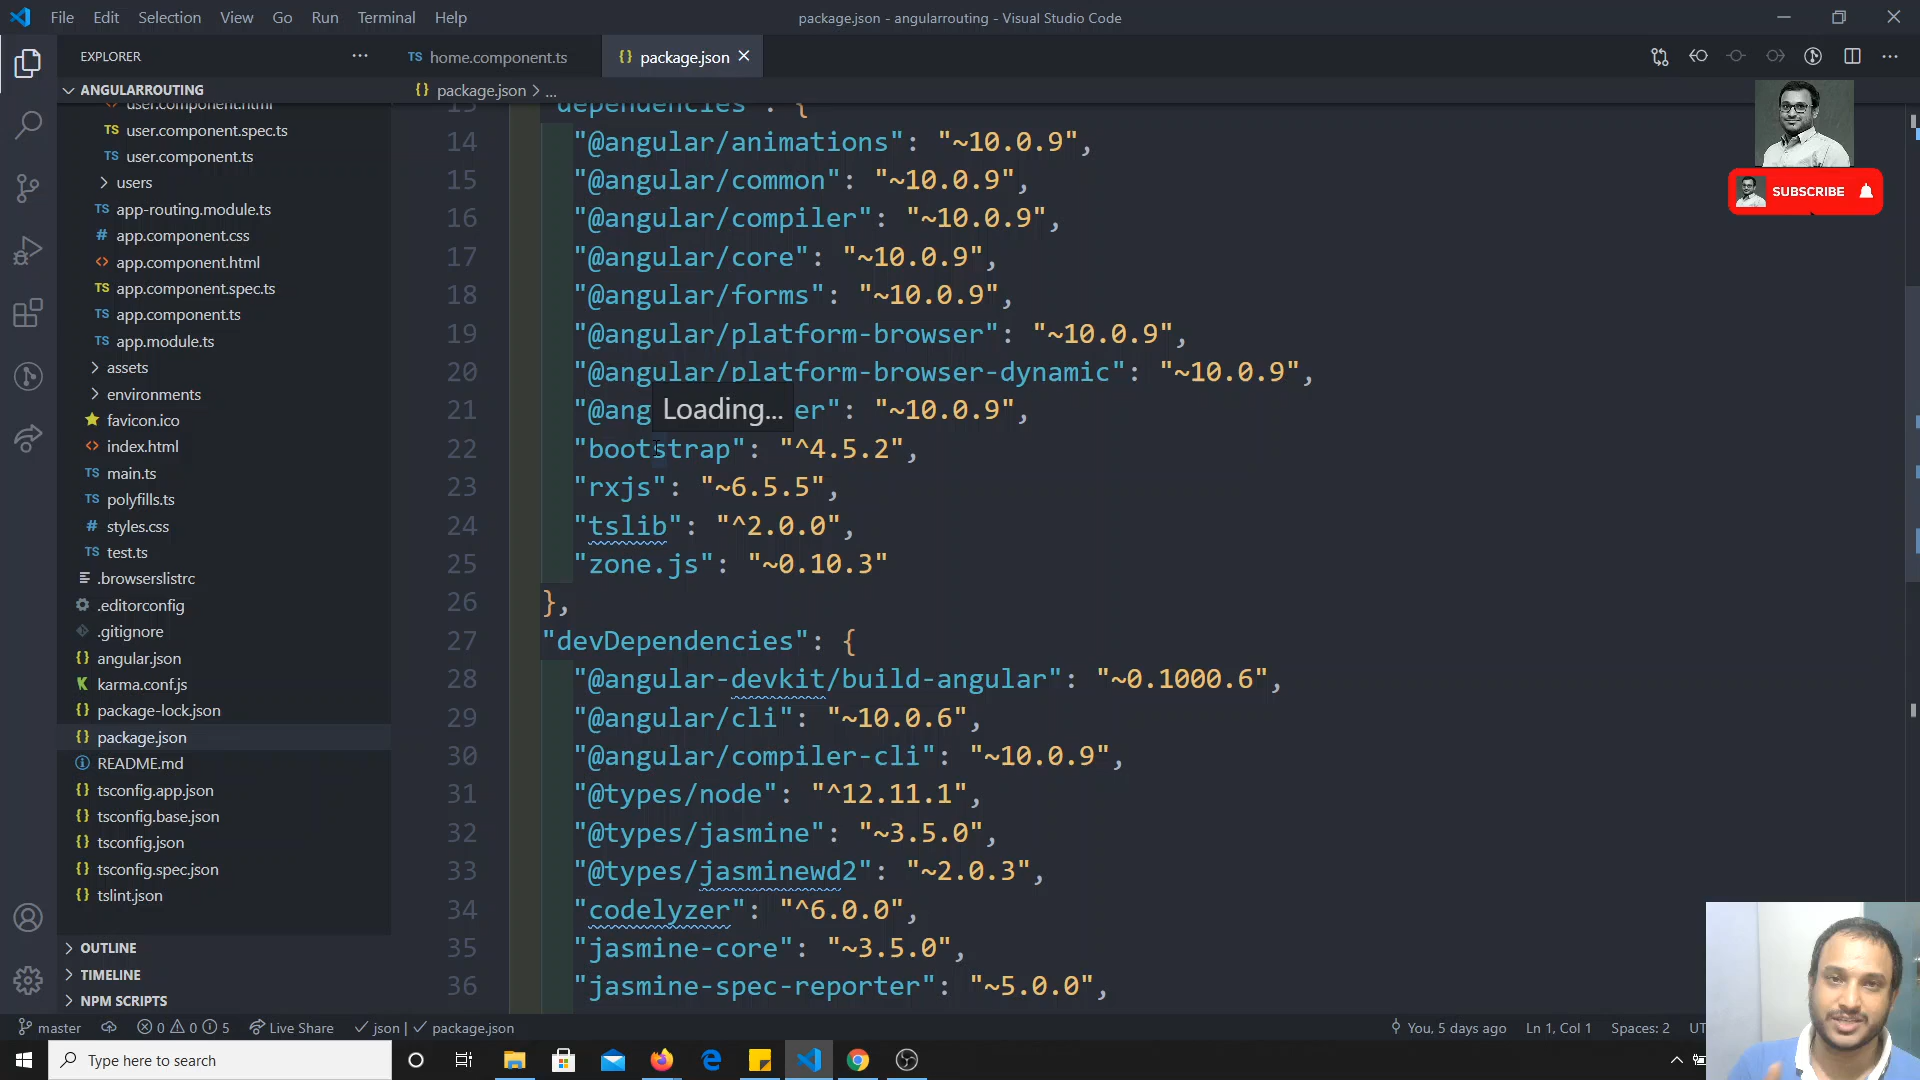 File Edit Selection View Go Run Terminal Help
package.json - angularrouting - Visual Studio Code
EXPLORER
home.component.ts
package.json
ANGULARROUTING
package.json > ...
user.component.html
user.component.spec.ts
user.component.ts
users
app-routing.module.ts
app.component.css
app.component.html
app.component.spec.ts
app.component.ts
app.module.ts
assets
environments
favicon.ico
index.html
main.ts
polyfills.ts
styles.css
test.ts
.browserslistrc
.editorconfig
.gitignore
angular.json
karma.conf.js
package-lock.json
package.json
README.md
tsconfig.app.json
tsconfig.base.json
tsconfig.json
tsconfig.spec.json
tslint.json
OUTLINE
TIMELINE
NPM SCRIPTS
13 "dependencies": {
14 "@angular/animations": "~10.0.9",
15 "@angular/common": "~10.0.9",
16 "@angular/compiler": "~10.0.9",
17 "@angular/core": "~10.0.9",
18 "@angular/forms": "~10.0.9",
19 "@angular/platform-browser": "~10.0.9",
20 "@angular/platform-browser-dynamic": "~10.0.9",
21 "@ang Loading... er": "~10.0.9",
22 "bootstrap": "^4.5.2",
23 "rxjs": "~6.5.5",
24 "tslib": "^2.0.0",
25 "zone.js": "~0.10.3"
26 },
27 "devDependencies": {
28 "@angular-devkit/build-angular": "~0.1000.6",
29 "@angular/cli": "~10.0.6",
30 "@angular/compiler-cli": "~10.0.9",
31 "@types/node": "^12.11.1",
32 "@types/jasmine": "~3.5.0",
33 "@types/jasminewd2": "~2.0.3",
34 "codelyzer": "^6.0.0",
35 "jasmine-core": "~3.5.0",
36 "jasmine-spec-reporter": "~5.0.0",
SUBSCRIBE
master 0 0 5 Live Share json | package.json
You, 5 days ago Ln 1, Col 1 Spaces: 2 UT
Type here to search